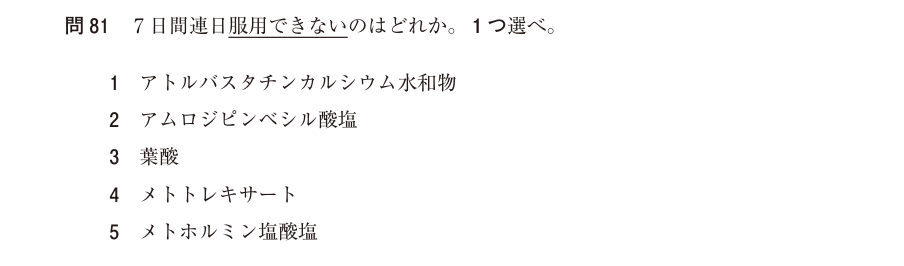 問81 7日間連日服用できないのはどれか。1つ選べ。
1 アトルバスタチンカルシウム水和物
2 アムロジピンベシル酸塩
3 葉酸
4 メトトレキサート
5 メトホルミン塩酸塩